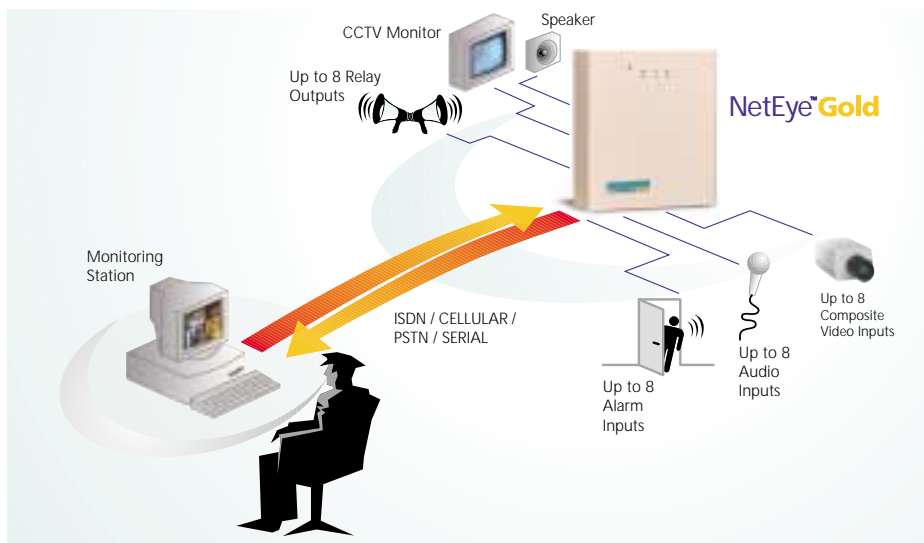 CCTV Monitor
Speaker
Up to 8 Relay
Outputs
NetEye™Gold
Monitoring
Station
ISDN / CELLULAR /
PSTN / SERIAL
Up to 8
Alarm
Inputs
Up to 8
Audio
Inputs
Up to 8
Composite
Video Inputs